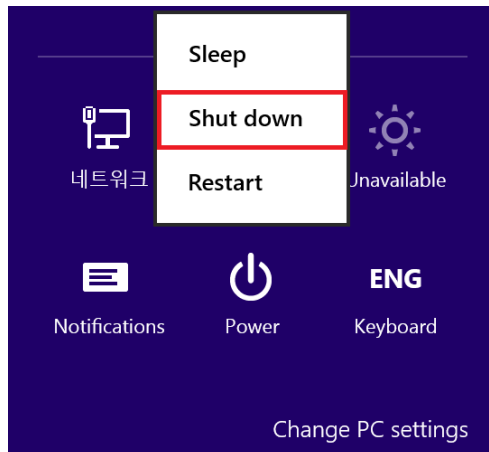 Sleep
Shut down
Restart
네트워크
Unavailable
Notifications
Power
ENG
Keyboard
Change PC settings